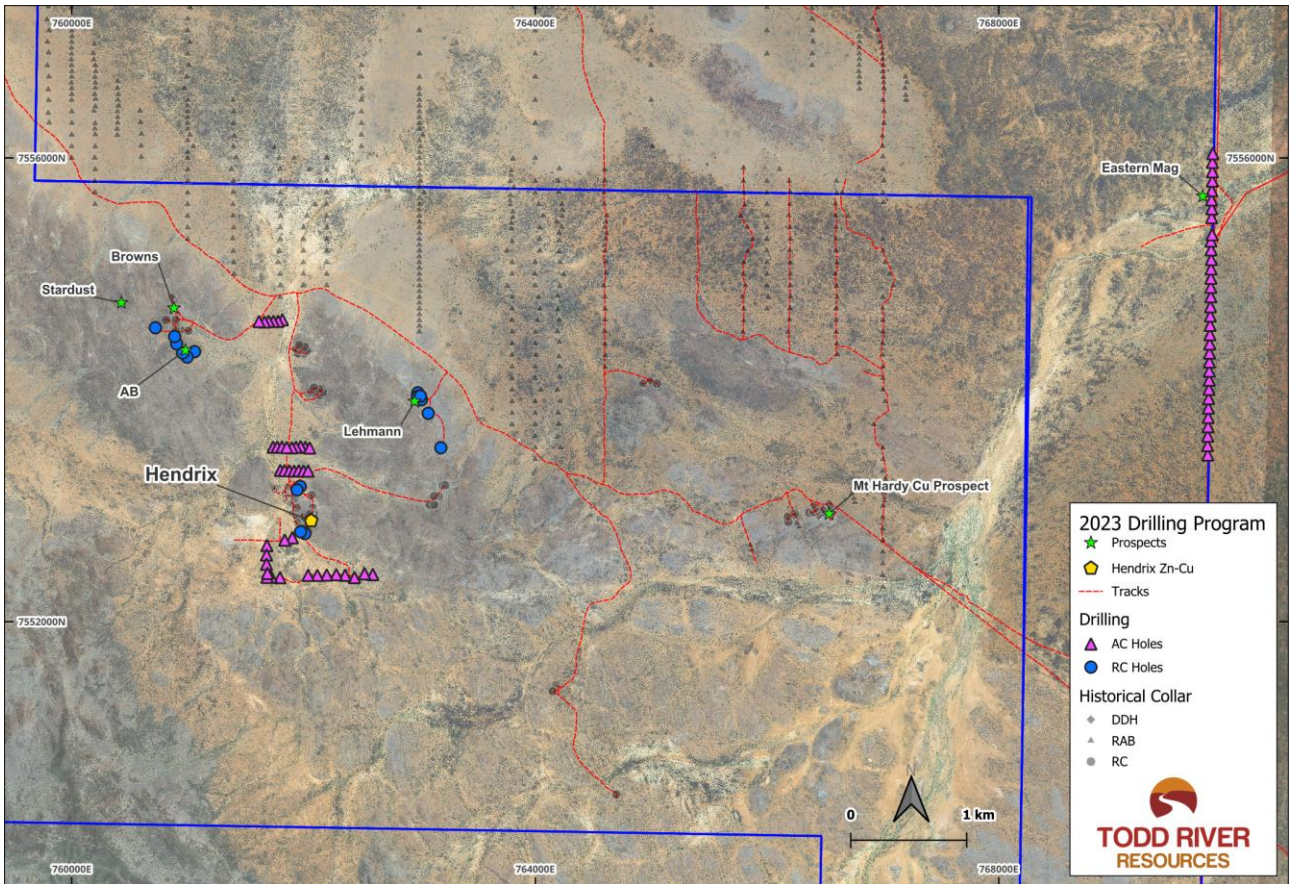 760000E
764000E
768000E
7556000N
7556000N
Eastern Mag
Browns
Stardust
AB
Lehmann
Hendrix
Mt Hardy Cu Prospect
7552000N
2023 Drilling Program
Prospects
Hendrix Zn-Cu
Tracks
Drilling
AC Holes
RC Holes
Historical Collar
DDH
RAB
RC
TODD RIVER
RESOURCES
0 1 km
760000E
764000E
768000E